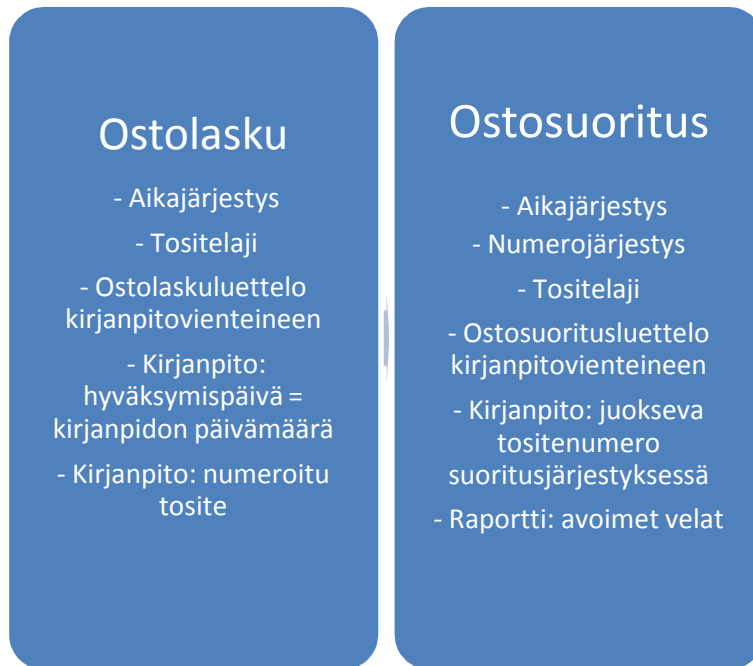 Ostolasku
- Aikajärjestys
- Tositelaji
- Ostolaskuluettelo
kirjanpitovienteineen
- Kirjanpito:
hyväksymispäivä =
kirjanpidon päivämäärä
- Kirjanpito: numeroitu
tosite
Ostosuoritus
- Aikajärjestys
- Numerojärjestys
- Tositelaji
- Ostosuoritusluettelo
kirjanpitovienteineen
- Kirjanpito: juokseva
tositenumero
suoritusjärjestyksessä
- Raportti: avoimet velat